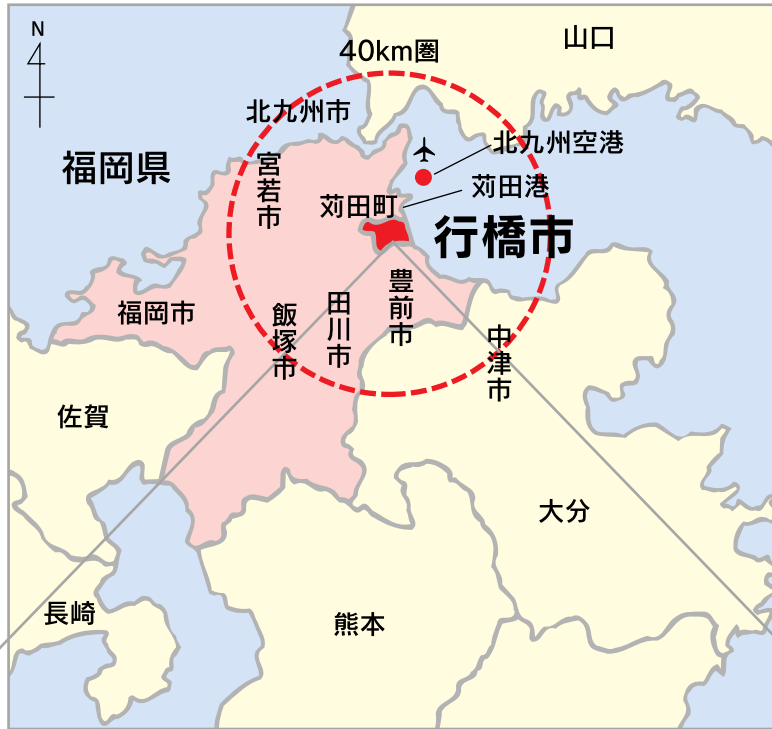 N
山口
40km圏
北九州市
北九州空港
福岡県
宮若市
苅田港
苅田町
行橋市
福岡市
飯塚市
田川市
豊前市
中津市
佐賀
大分
長崎
熊本